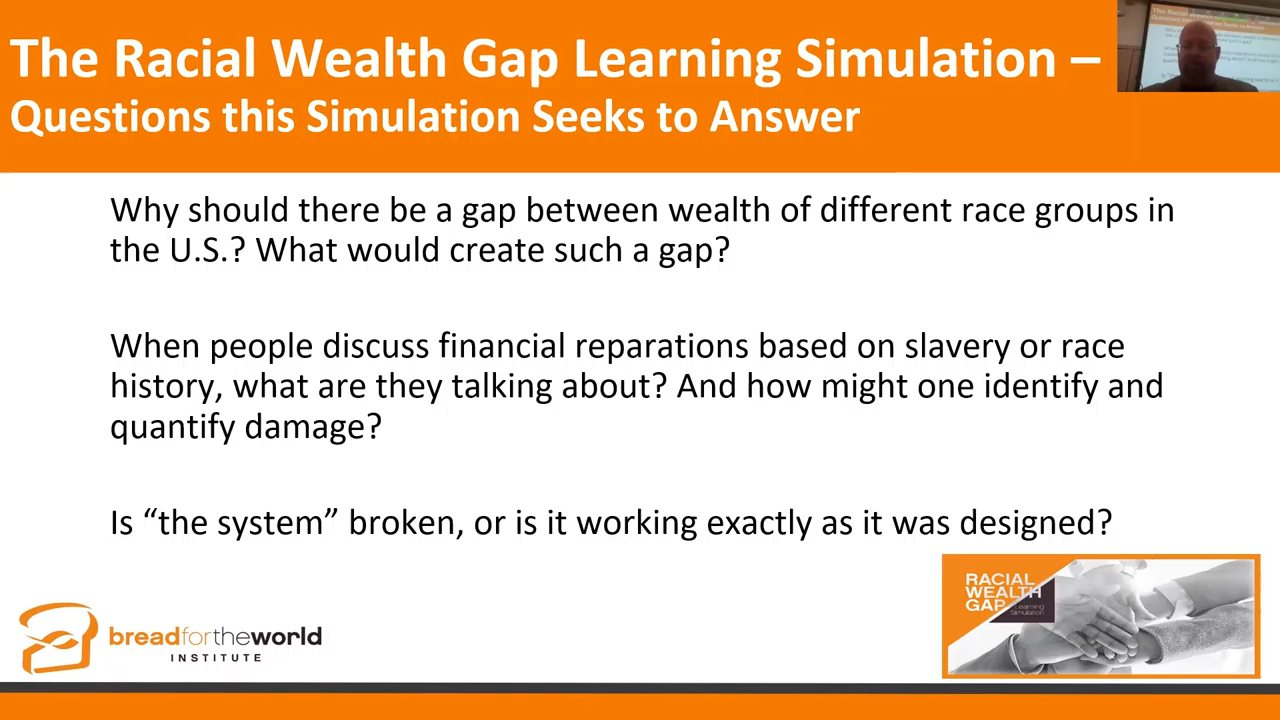 The Racial Wealth Gap Learning Simulation –
Questions this Simulation Seeks to Answer
Why should there be a gap between wealth of different race groups in
the U.S.? What would create such a gap?
When people discuss financial reparations based on slavery or race
history, what are they talking about? And how might one identify and
quantify damage?
Is “the system” broken, or is it working exactly as it was designed?
RACIAL
WEALTH
GAP
Learning
Simulation
breadfortheworld
INSTITUTE